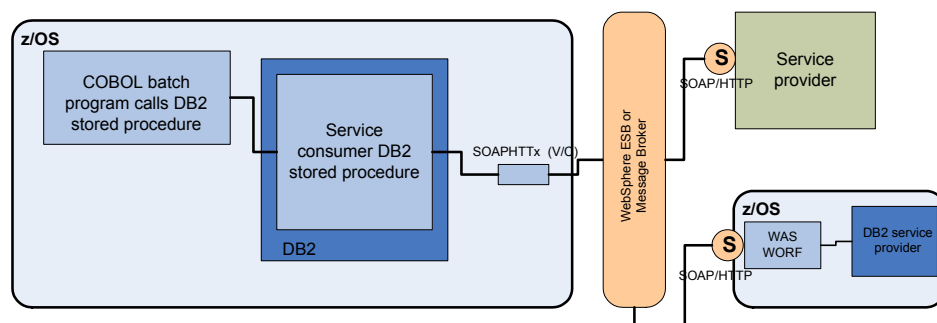 z/OS
COBOL batch
program calls DB2
stored procedure
Service
consumer DB2
stored procedure
DB2
SOAPHTTx (V/C)
WebSphere ESB or
Message Broker
S
SOAP/HTTP
Service
provider
z/OS
S
SOAP/HTTP
WAS
WORF
DB2 service
provider